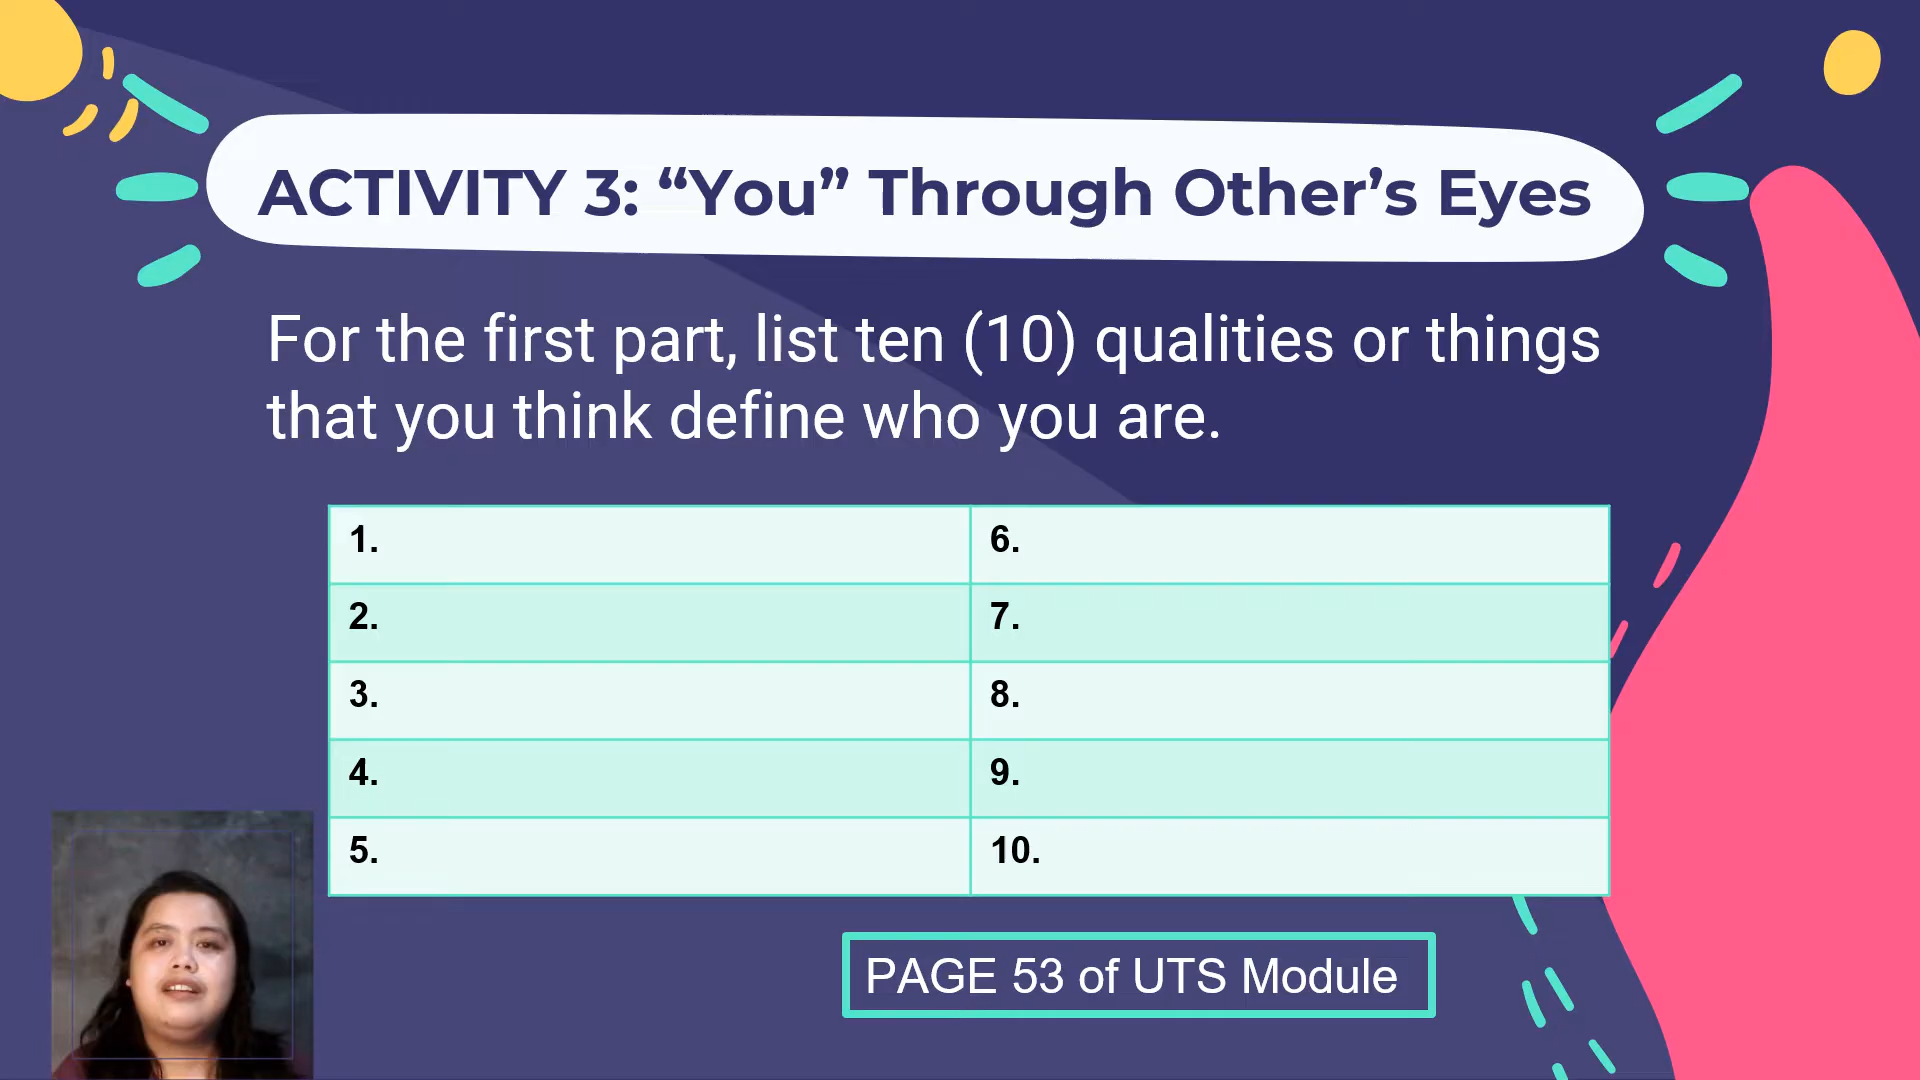 ACTIVITY 3: “You” Through Other’s Eyes
For the first part, list ten (10) qualities or things
that you think define who you are.
1.
6.
2.
7.
3.
8.
4.
9.
5.
10.
PAGE 53 of UTS Module